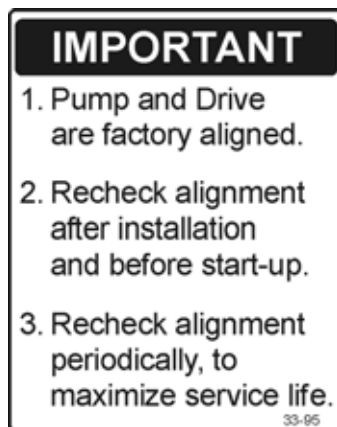 IMPORTANT
1. Pump and Drive
are factory aligned.
2. Recheck alignment
after installation
and before start-up.
3. Recheck alignment
periodically, to
maximize service life.
33-95